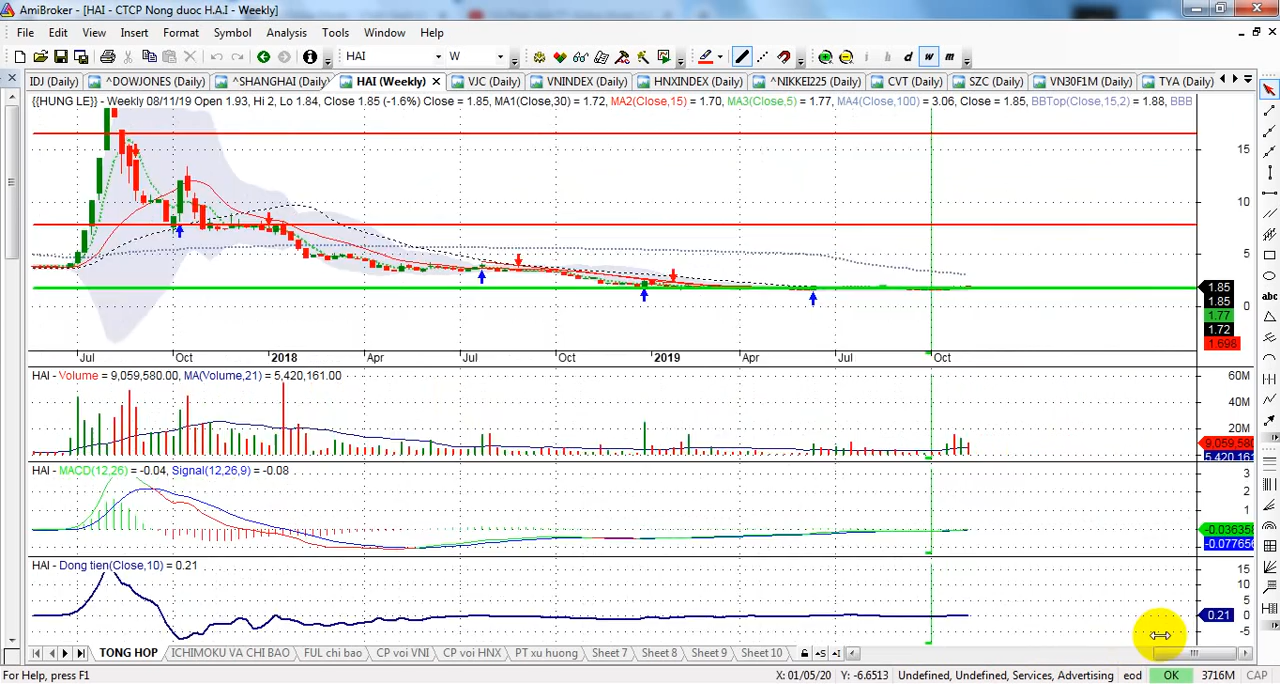 AmiBroker - [HAI - CTCP Nong duoc H.A.I - Weekly]
File Edit View Insert Format Symbol Analysis Tools Window Help
HAI W i h d w m
IDJ (Daily) ^DOWJONES (Daily) ^SHANGHAI (Daily) HAI (Weekly) VJC (Daily) VNINDEX (Daily) HNXINDEX (Daily) ^NIKKEI225 (Daily) CVT (Daily) SZC (Daily) VN30F1M (Daily) TYA (Daily)
{{HUNG LE}} - Weekly 08/11/19 Open 1.93, Hi 2, Lo 1.84, Close 1.85 (-1.6%) Close = 1.85, MA1(Close,30) = 1.72, MA2(Close,15) = 1.70, MA3(Close,5) = 1.77, MA4(Close,100) = 3.06, Close = 1.85, BBTop(Close,15,2) = 1.88, BBB
15
10
5
1.85
1.85
0
1.77
1.72
1.698
Jul Oct 2018 Apr Jul Oct 2019 Apr Jul Oct
abc
HAI - Volume = 9,059,580.00, MA(Volume,21) = 5,420,161.00
60M
40M
20M
9,059,580
5,420,161
HAI - MACD(12,26) = -0.04, Signal(12,26,9) = -0.08
3
2
1
-0.036358
-0.077656
HAI - Dong tien(Close,10) = 0.21
15
10
5
0.21 0
-5
TONG HOP ICHIMOKU VA CHI BAO FUL chi bao CP voi VNI CP voi HNX PT xu huong Sheet 7 Sheet 8 Sheet 9 Sheet 10
For Help, press F1 X: 01/05/20 Y: -6.6513 Undefined, Undefined, Services, Advertising eod OK 3716M CAP